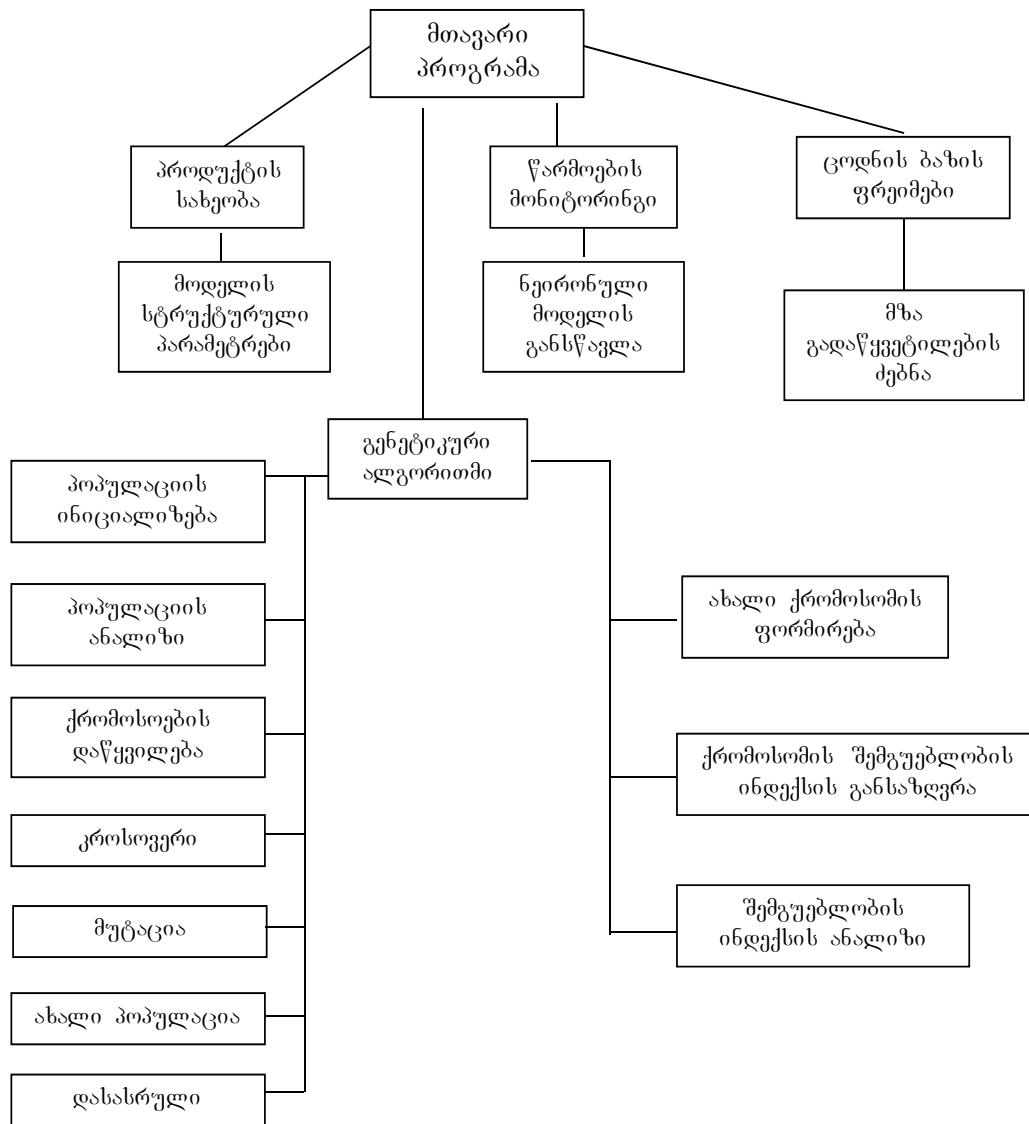 მთავარი
პროგრამა
პროდუქტის
სახეობა
წარმოების
მონიტორინგი
ცოდნის ბაზის
ფრეიმები
მოდელის
სტრუქტურული
პარამეტრები
ნეირონული
მოდელის
განსწავლა
მზა
გადაწყვეტილების
ძებნა
გენეტიკური
ალგორითმი
პოპულაციის
ინიციალიზება
პოპულაციის
ანალიზი
ქრომოსოების
დაწყვილება
კროსოვერი
მუტაცია
ახალი პოპულაცია
დასასრული
ახალი ქრომოსომის
ფორმირება
ქრომოსომის შემგუებლობის
ინდექსის განსაზღვრა
შემგუებლობის
ინდექსის ანალიზი